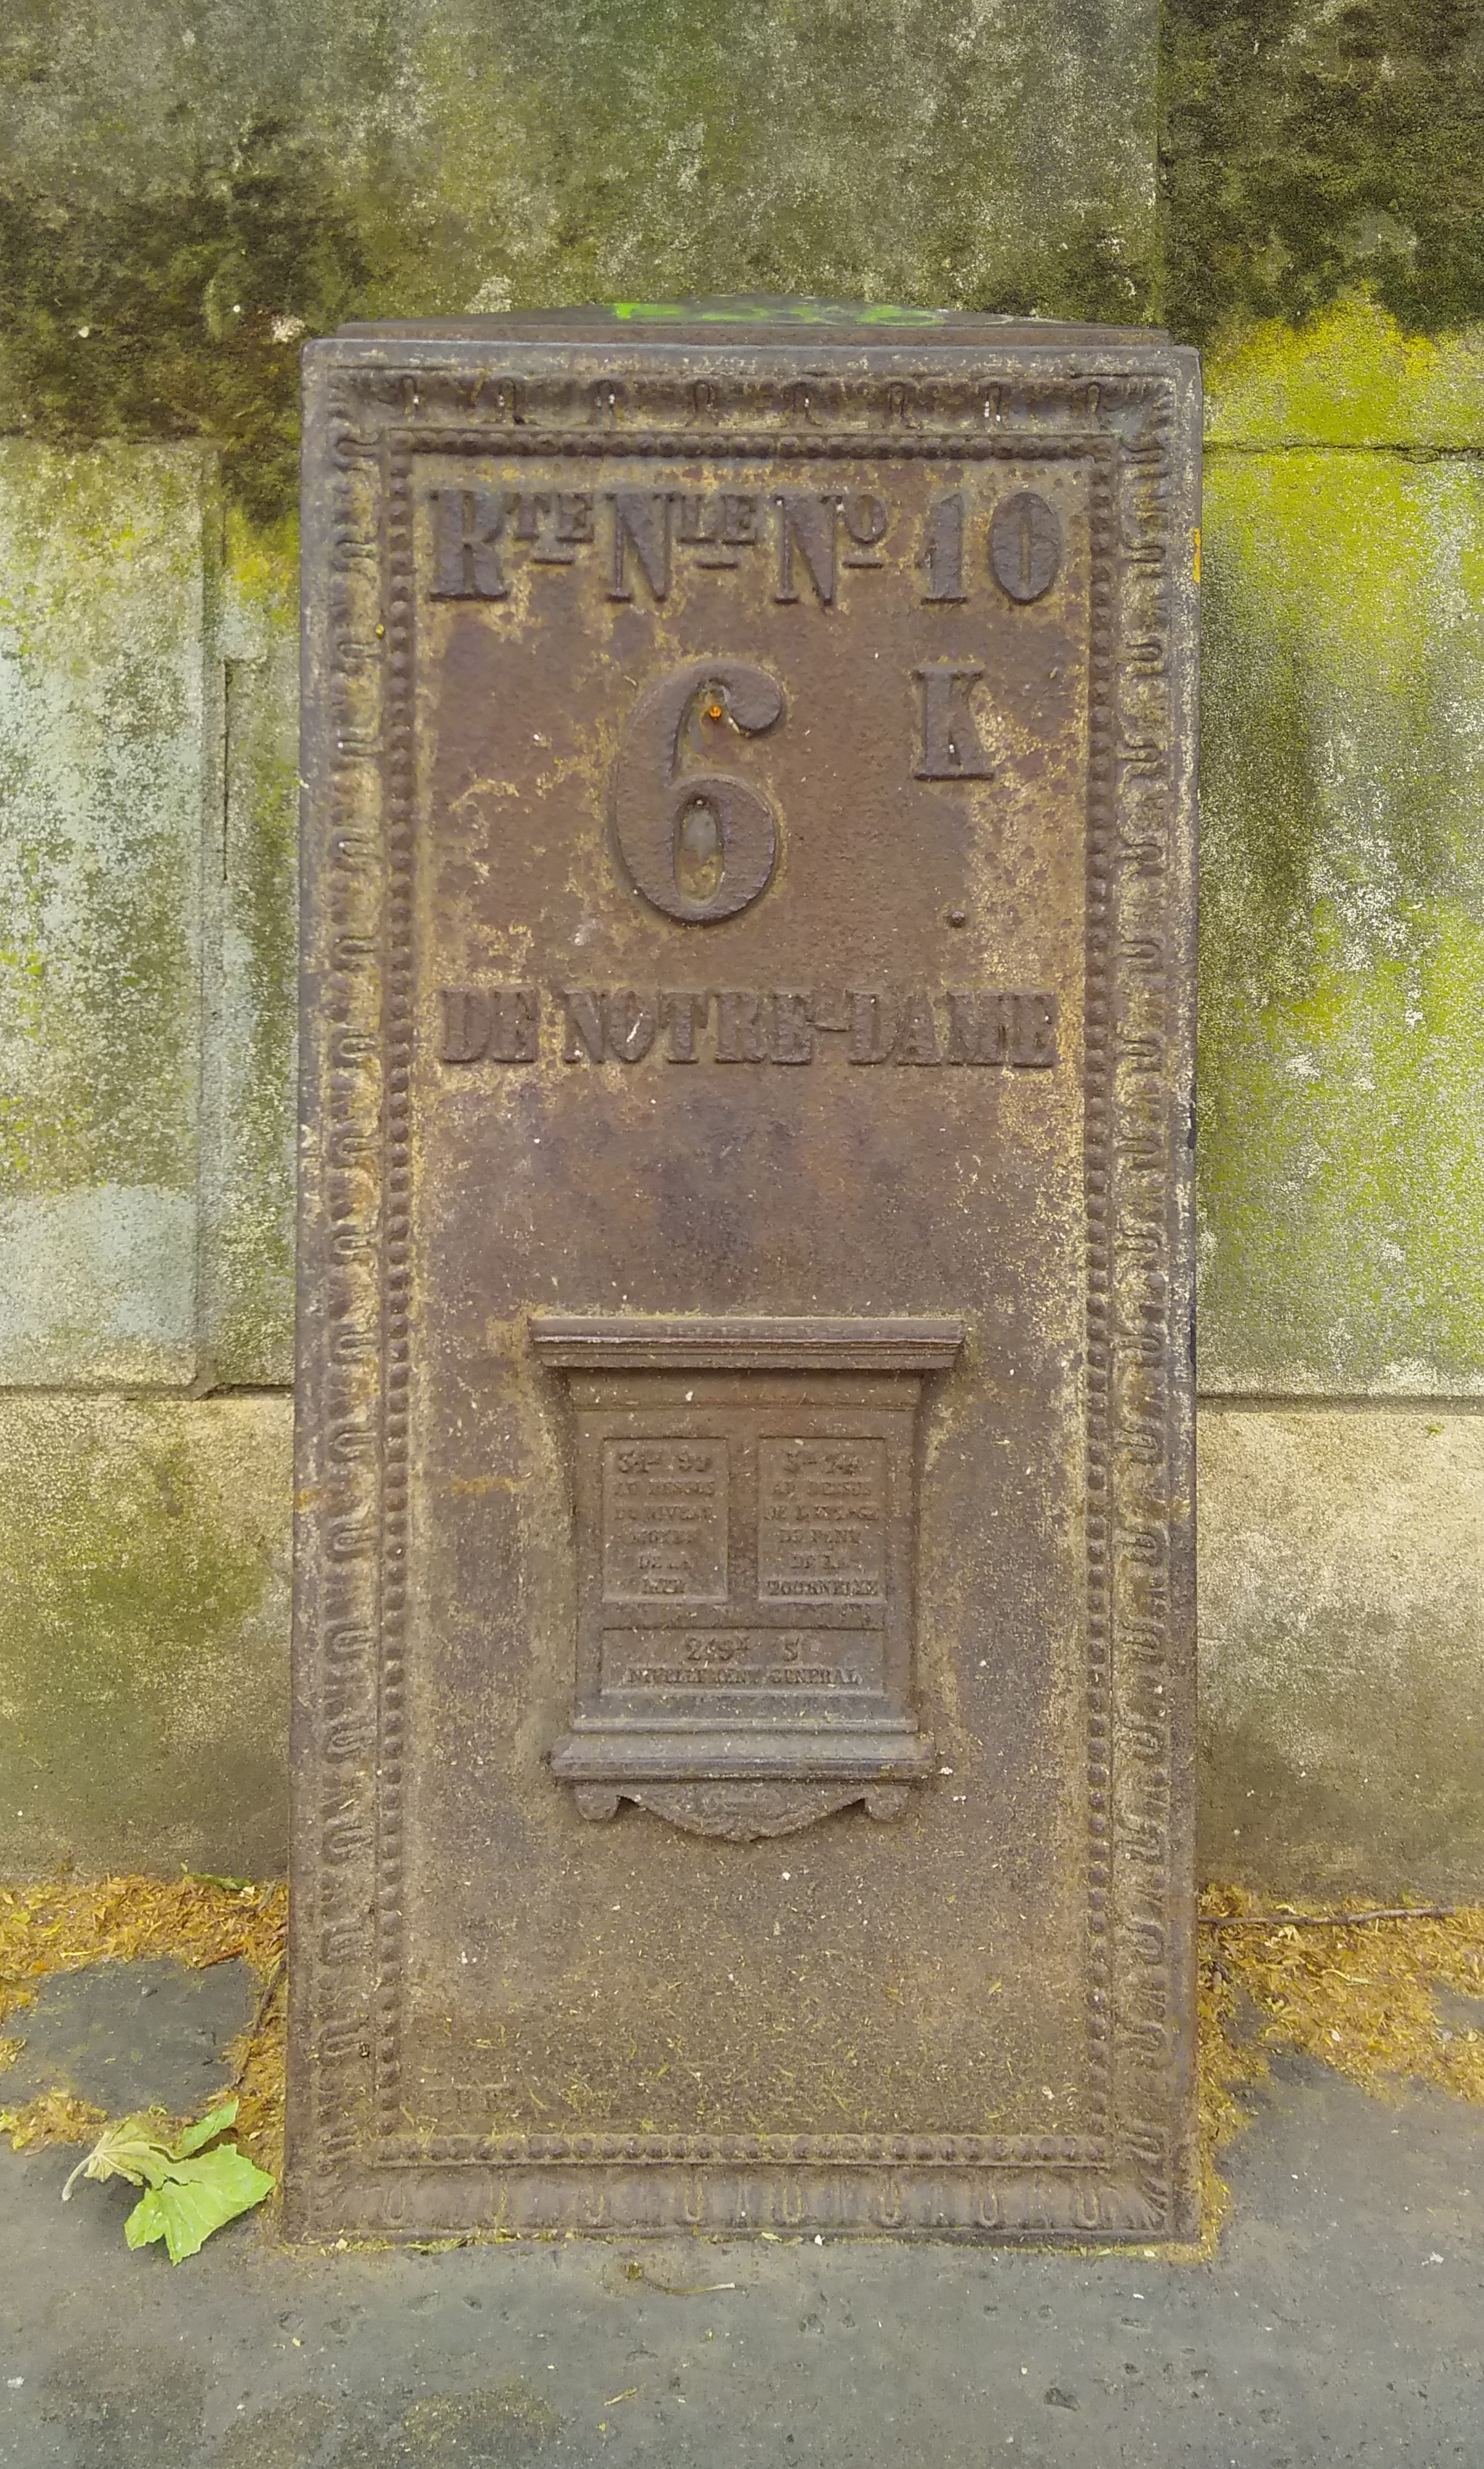 RTE NLE NO 10
6 K
DE NOTRE-DAME
AU DESSUS
DU NIVEAU
MOYEN
DE LA
MER
AU DESSUS
DE L'ETIAGE
DU PONT
DE LA
TOURNELLE
NIVELLEMENT GENERAL